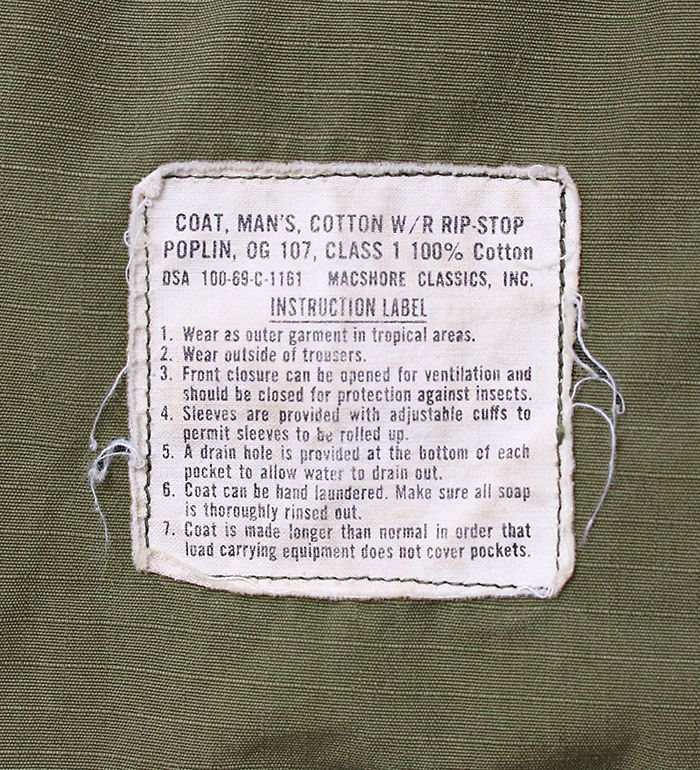 COAT, MAN'S, COTTON W/R RIP-STOP
POPLIN, OG 107, CLASS 1 100% Cotton
DSA 100-69-C-1161 MACSHORE CLASSICS, INC.
INSTRUCTION LABEL
1. Wear as outer garment in tropical areas.
2. Wear outside of trousers.
3. Front closure can be opened for ventilation and
should be closed for protection against insects.
4. Sleeves are provided with adjustable cuffs to
permit sleeves to be rolled up.
5. A drain hole is provided at the bottom of each
pocket to allow water to drain out.
6. Coat can be hand laundered. Make sure all soap
is thoroughly rinsed out.
7. Coat is made longer than normal in order that
load carrying equipment does not cover pockets.